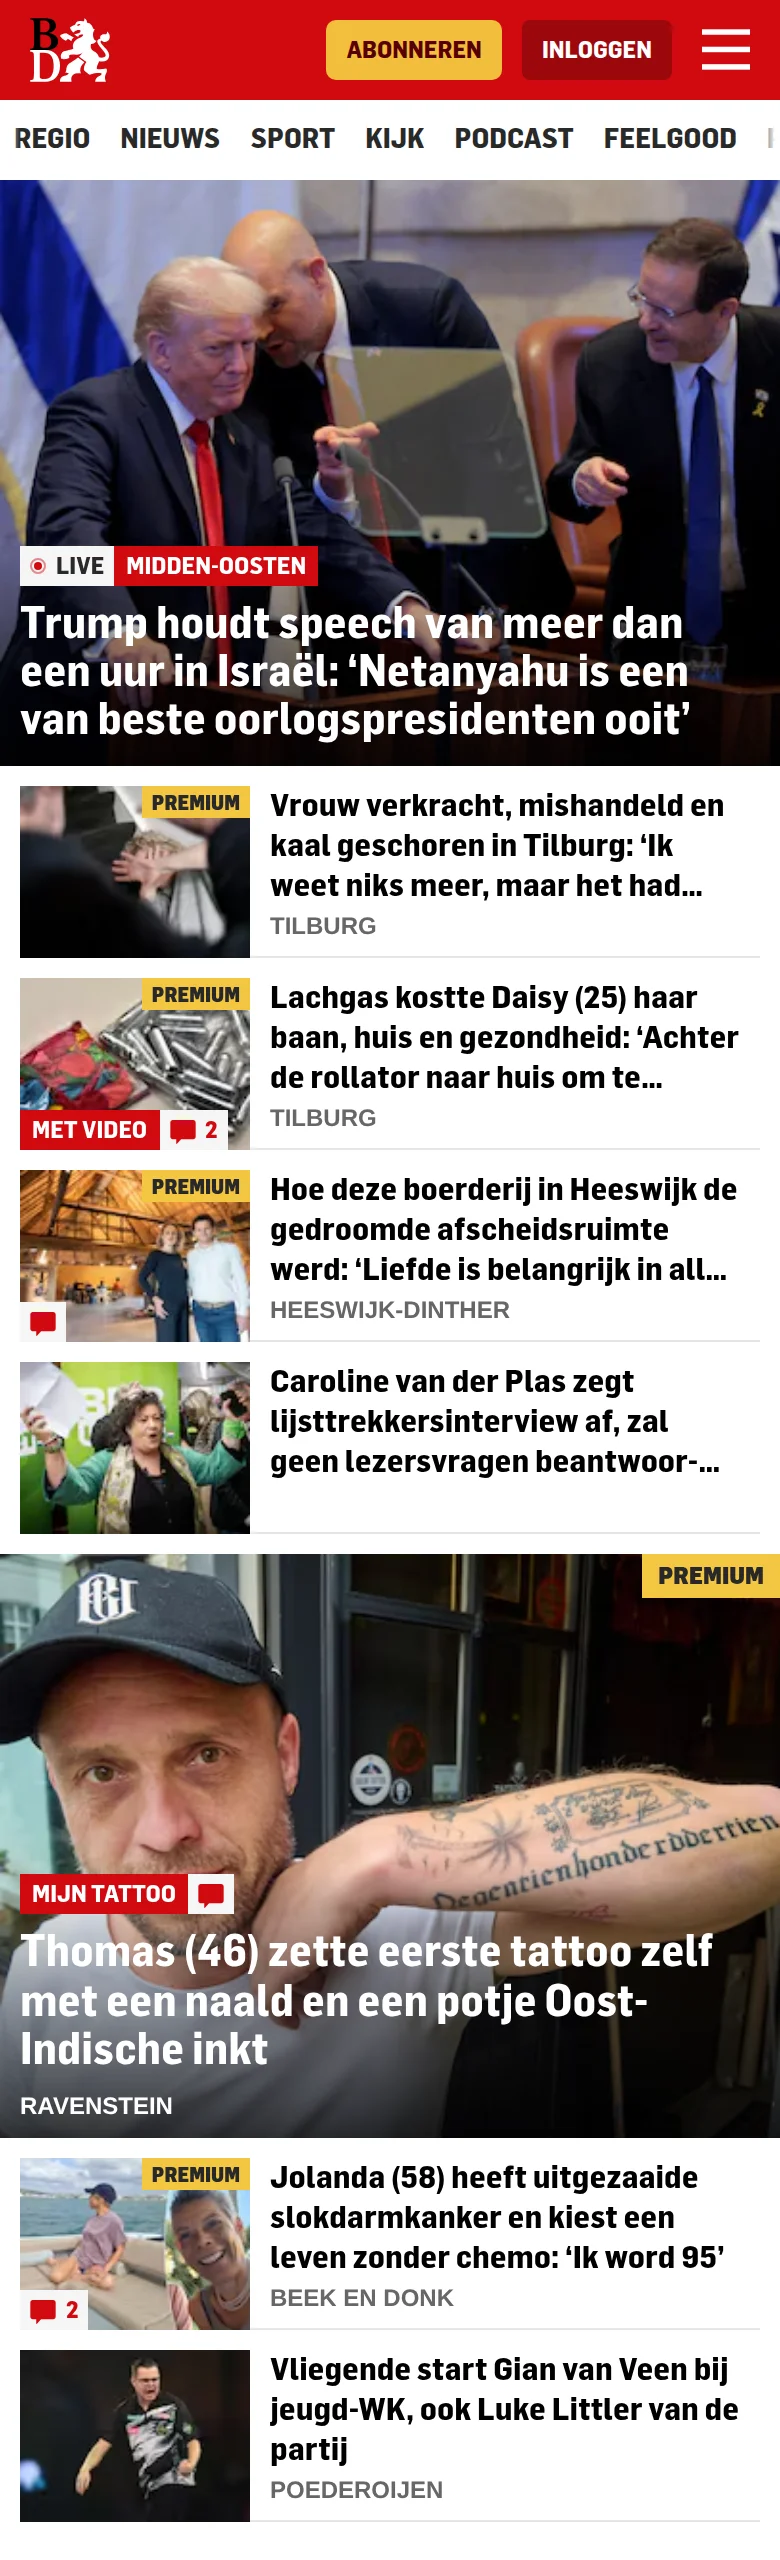 BD
ABONNEREN
INLOGGEN
REGIO NIEUWS SPORT KIJK PODCAST FEELGOOD
LIVE MIDDEN-OOSTEN
Trump houdt speech van meer dan
een uur in Israël: ‘Netanyahu is een
van beste oorlogspresidenten ooit’
PREMIUM
Vrouw verkracht, mishandeld en
kaal geschoren in Tilburg: ‘Ik
weet niks meer, maar het had...
TILBURG
PREMIUM
MET VIDEO 2
Lachgas kostte Daisy (25) haar
baan, huis en gezondheid: ‘Achter
de rollator naar huis om te...
TILBURG
PREMIUM
Hoe deze boerderij in Heeswijk de
gedroomde afscheidsruimte
werd: ‘Liefde is belangrijk in all...
HEESWIJK-DINTHER
Caroline van der Plas zegt
lijsttrekkersinterview af, zal
geen lezersvragen beantwoor-...
PREMIUM
MIJN TATTOO
Thomas (46) zette eerste tattoo zelf
met een naald en een potje Oost-
Indische inkt
RAVENSTEIN
PREMIUM
2
Jolanda (58) heeft uitgezaaide
slokdarmkanker en kiest een
leven zonder chemo: ‘Ik word 95’
BEEK EN DONK
Vliegende start Gian van Veen bij
jeugd-WK, ook Luke Littler van de
partij
POEDEROIJEN